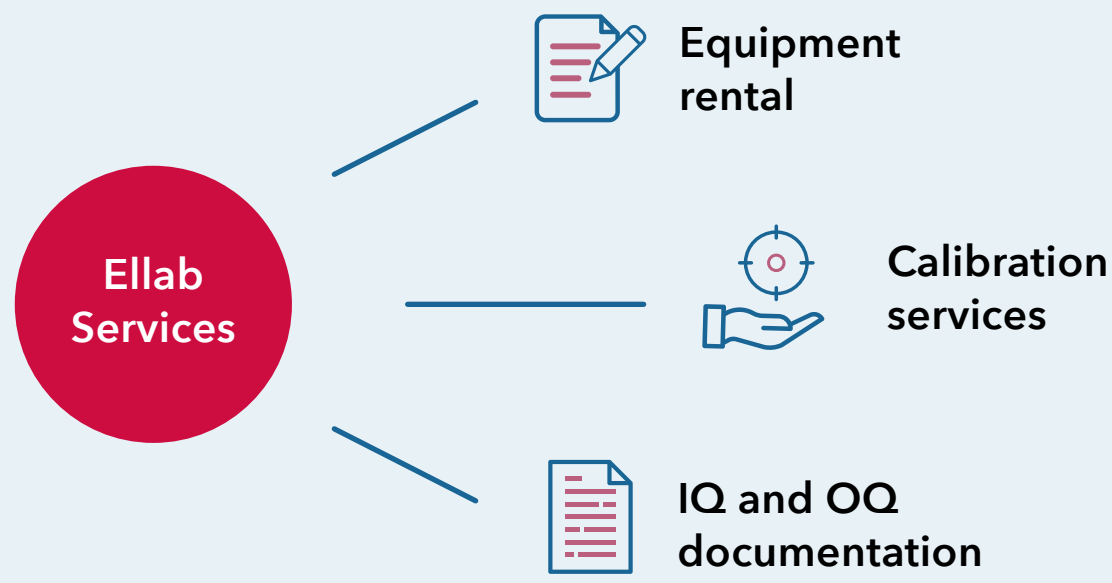 Equipment
rental
Ellab
Services
Calibration
services
IQ and OQ
documentation